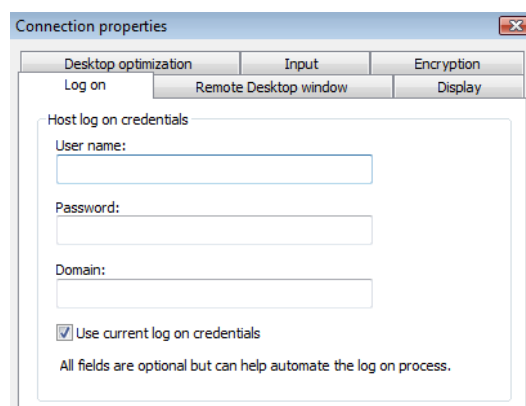 Connection properties
Desktop optimization Input Encryption
Log on Remote Desktop window Display
Host log on credentials
User name:
Password:
Domain:
Use current log on credentials
All fields are optional but can help automate the log on process.